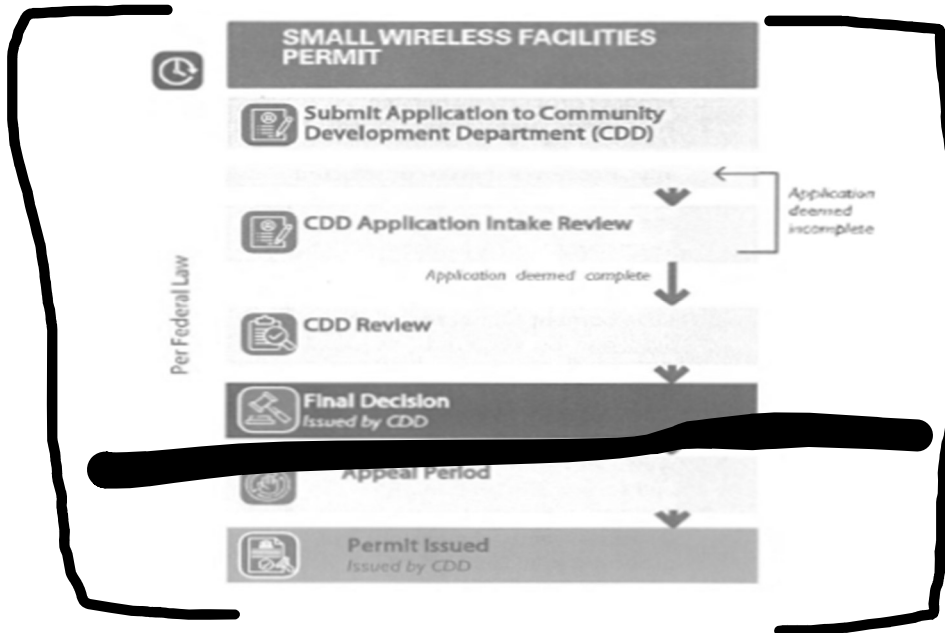 SMALL WIRELESS FACILITIES
PERMIT
Submit Application to Community
Development Department (CDD)
Application
deemed
incomplete
CDD Application Intake Review
Application deemed complete
Per Federal Law
CDD Review
Final Decision
Issued by CDD
Appeal Period
Permit Issued
Issued by CDD